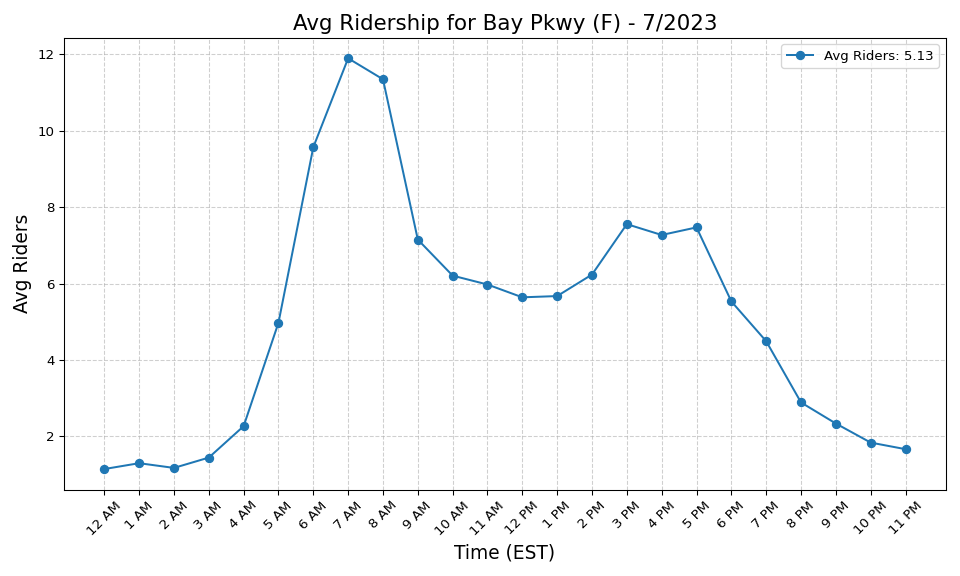 Avg Ridership for Bay Pkwy (F) - 7/2023
Avg Riders: 5.13
Avg Riders
12
10
8
6
4
2
12 AM
1 AM
2 AM
3 AM
4 AM
5 AM
6 AM
7 AM
8 AM
9 AM
10 AM
11 AM
12 PM
1 PM
2 PM
3 PM
4 PM
5 PM
6 PM
7 PM
8 PM
9 PM
10 PM
11 PM
Time (EST)